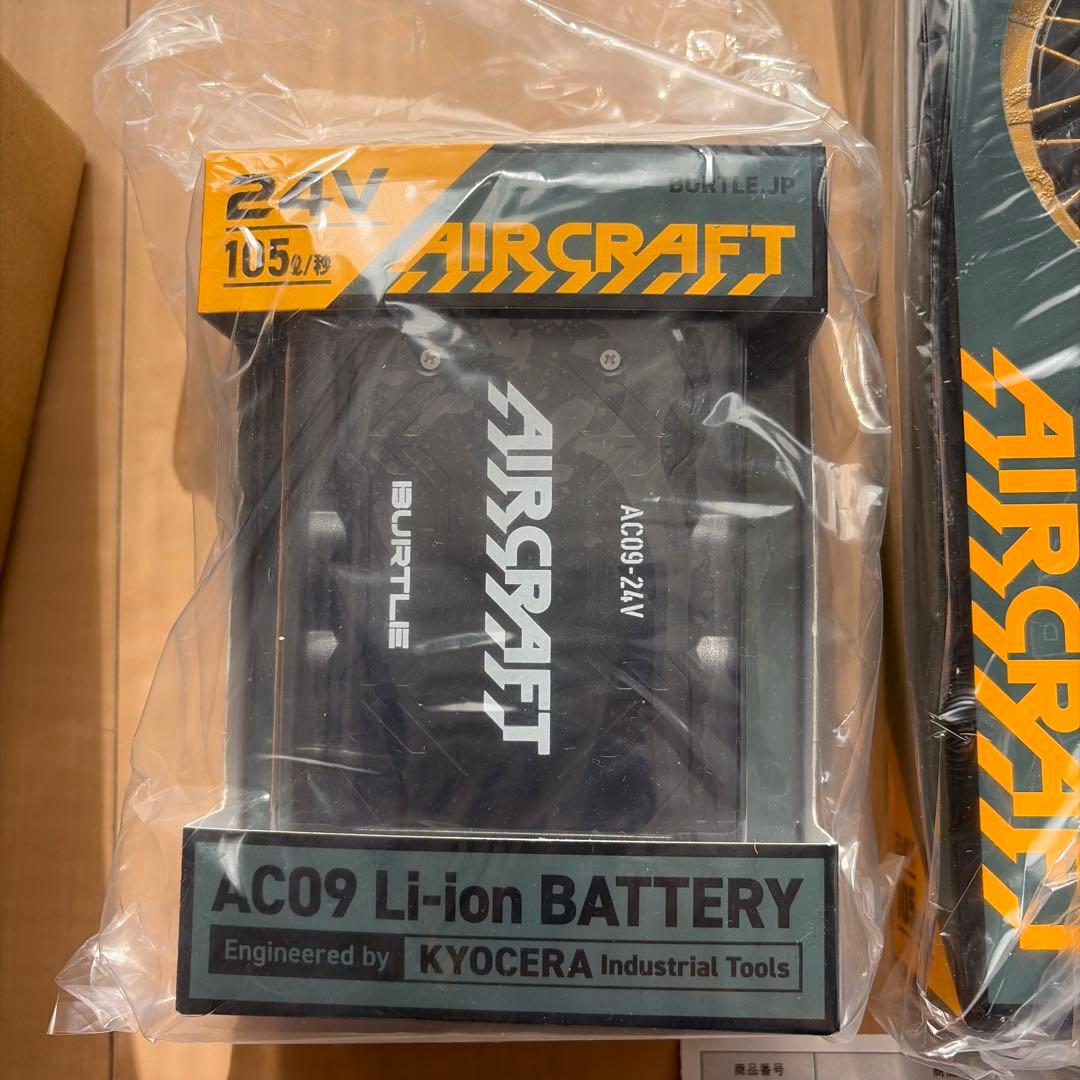 24V
105ℓ/秒
BURTLE.JP
AIRCRAFT
AIRCRAFT
BURTLE
AC09-24V
AC09 Li-ion BATTERY
Engineered by KYOCERA Industrial Tools
AIRCRAFT
商品番号